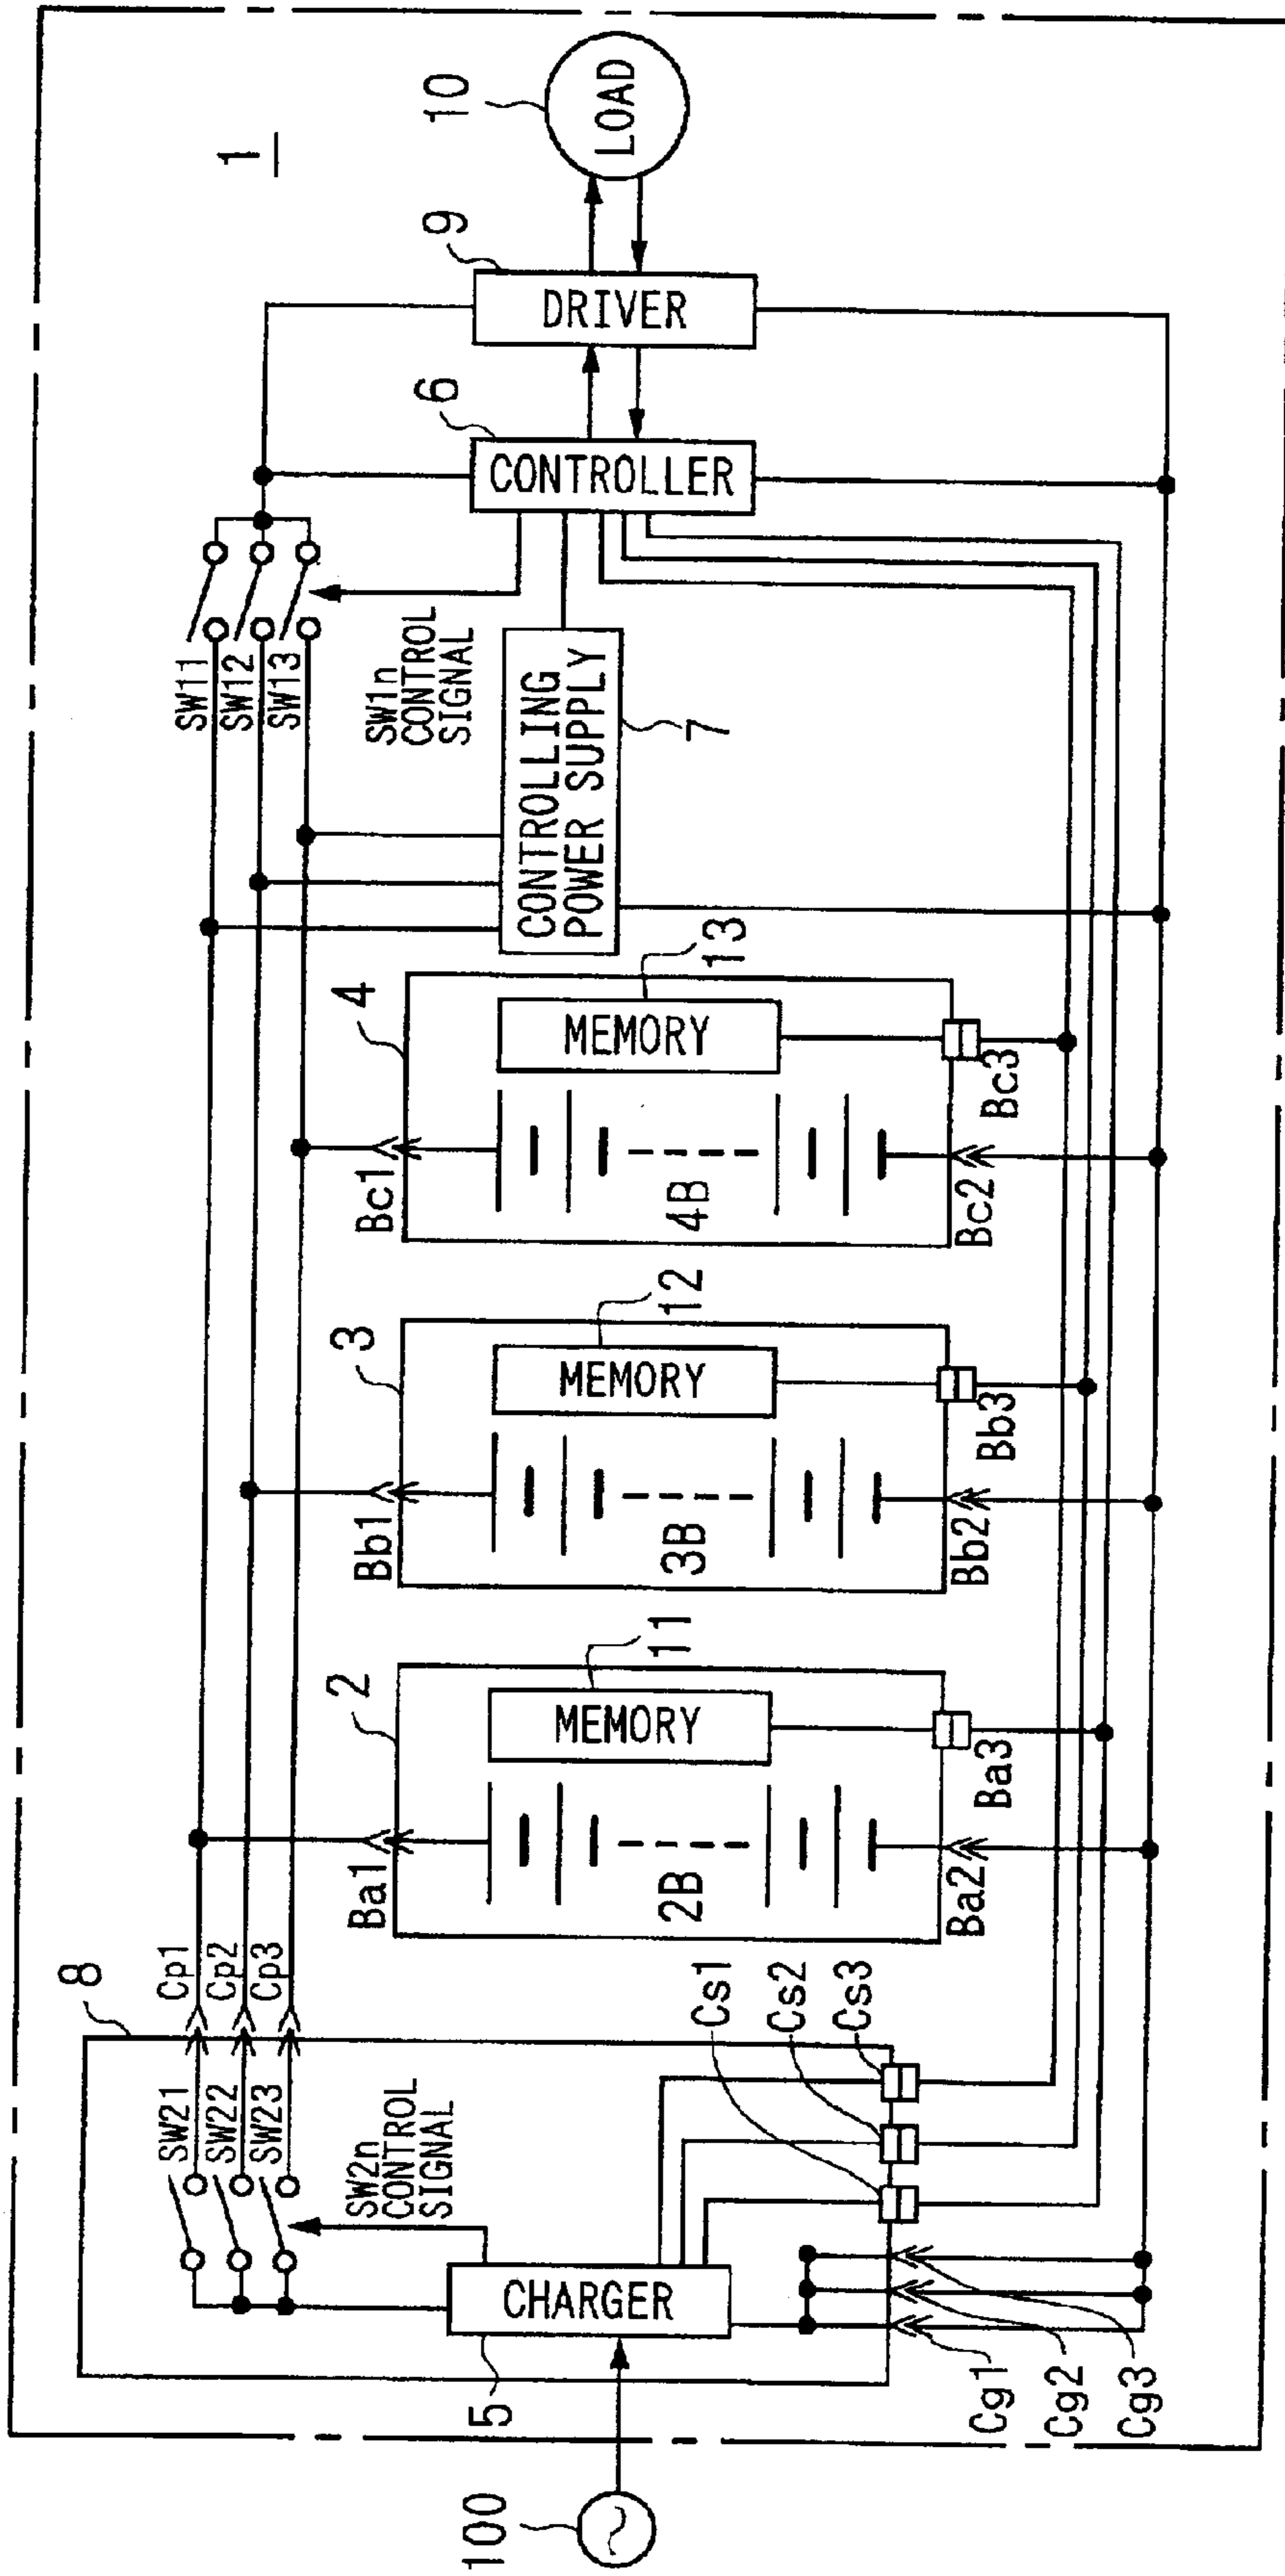 1
8
Cp1
Cp2
Cp3
SW21
SW22
SW23
SW2n
CONTROL
SIGNAL
CHARGER
5
100
Cs1
Cs2
Cs3
Cg1
Cg2
Cg3
2
Ba1
MEMORY
11
2B
Ba2
Ba3
3
Bb1
MEMORY
12
3B
Bb2
Bb3
4
Bc1
MEMORY
13
4B
Bc2
Bc3
SW11
SW12
SW13
SW1n
CONTROL
SIGNAL
CONTROLLING
POWER SUPPLY
7
CONTROLLER
6
DRIVER
9
LOAD
10